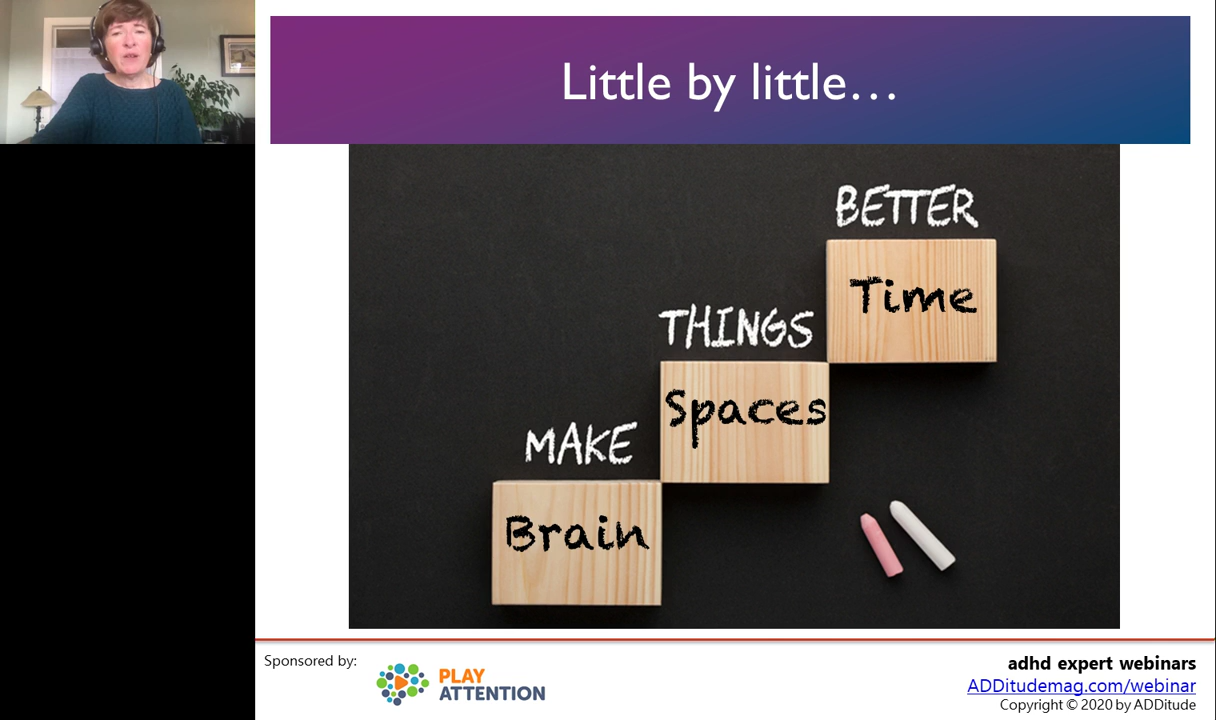 Little by little...
BETTER
Time
THINGS
Spaces
MAKE
Brain
Sponsored by:
PLAY
ATTENTION
adhd expert webinars
ADDitudemag.com/webinar
Copyright © 2020 by ADDitude